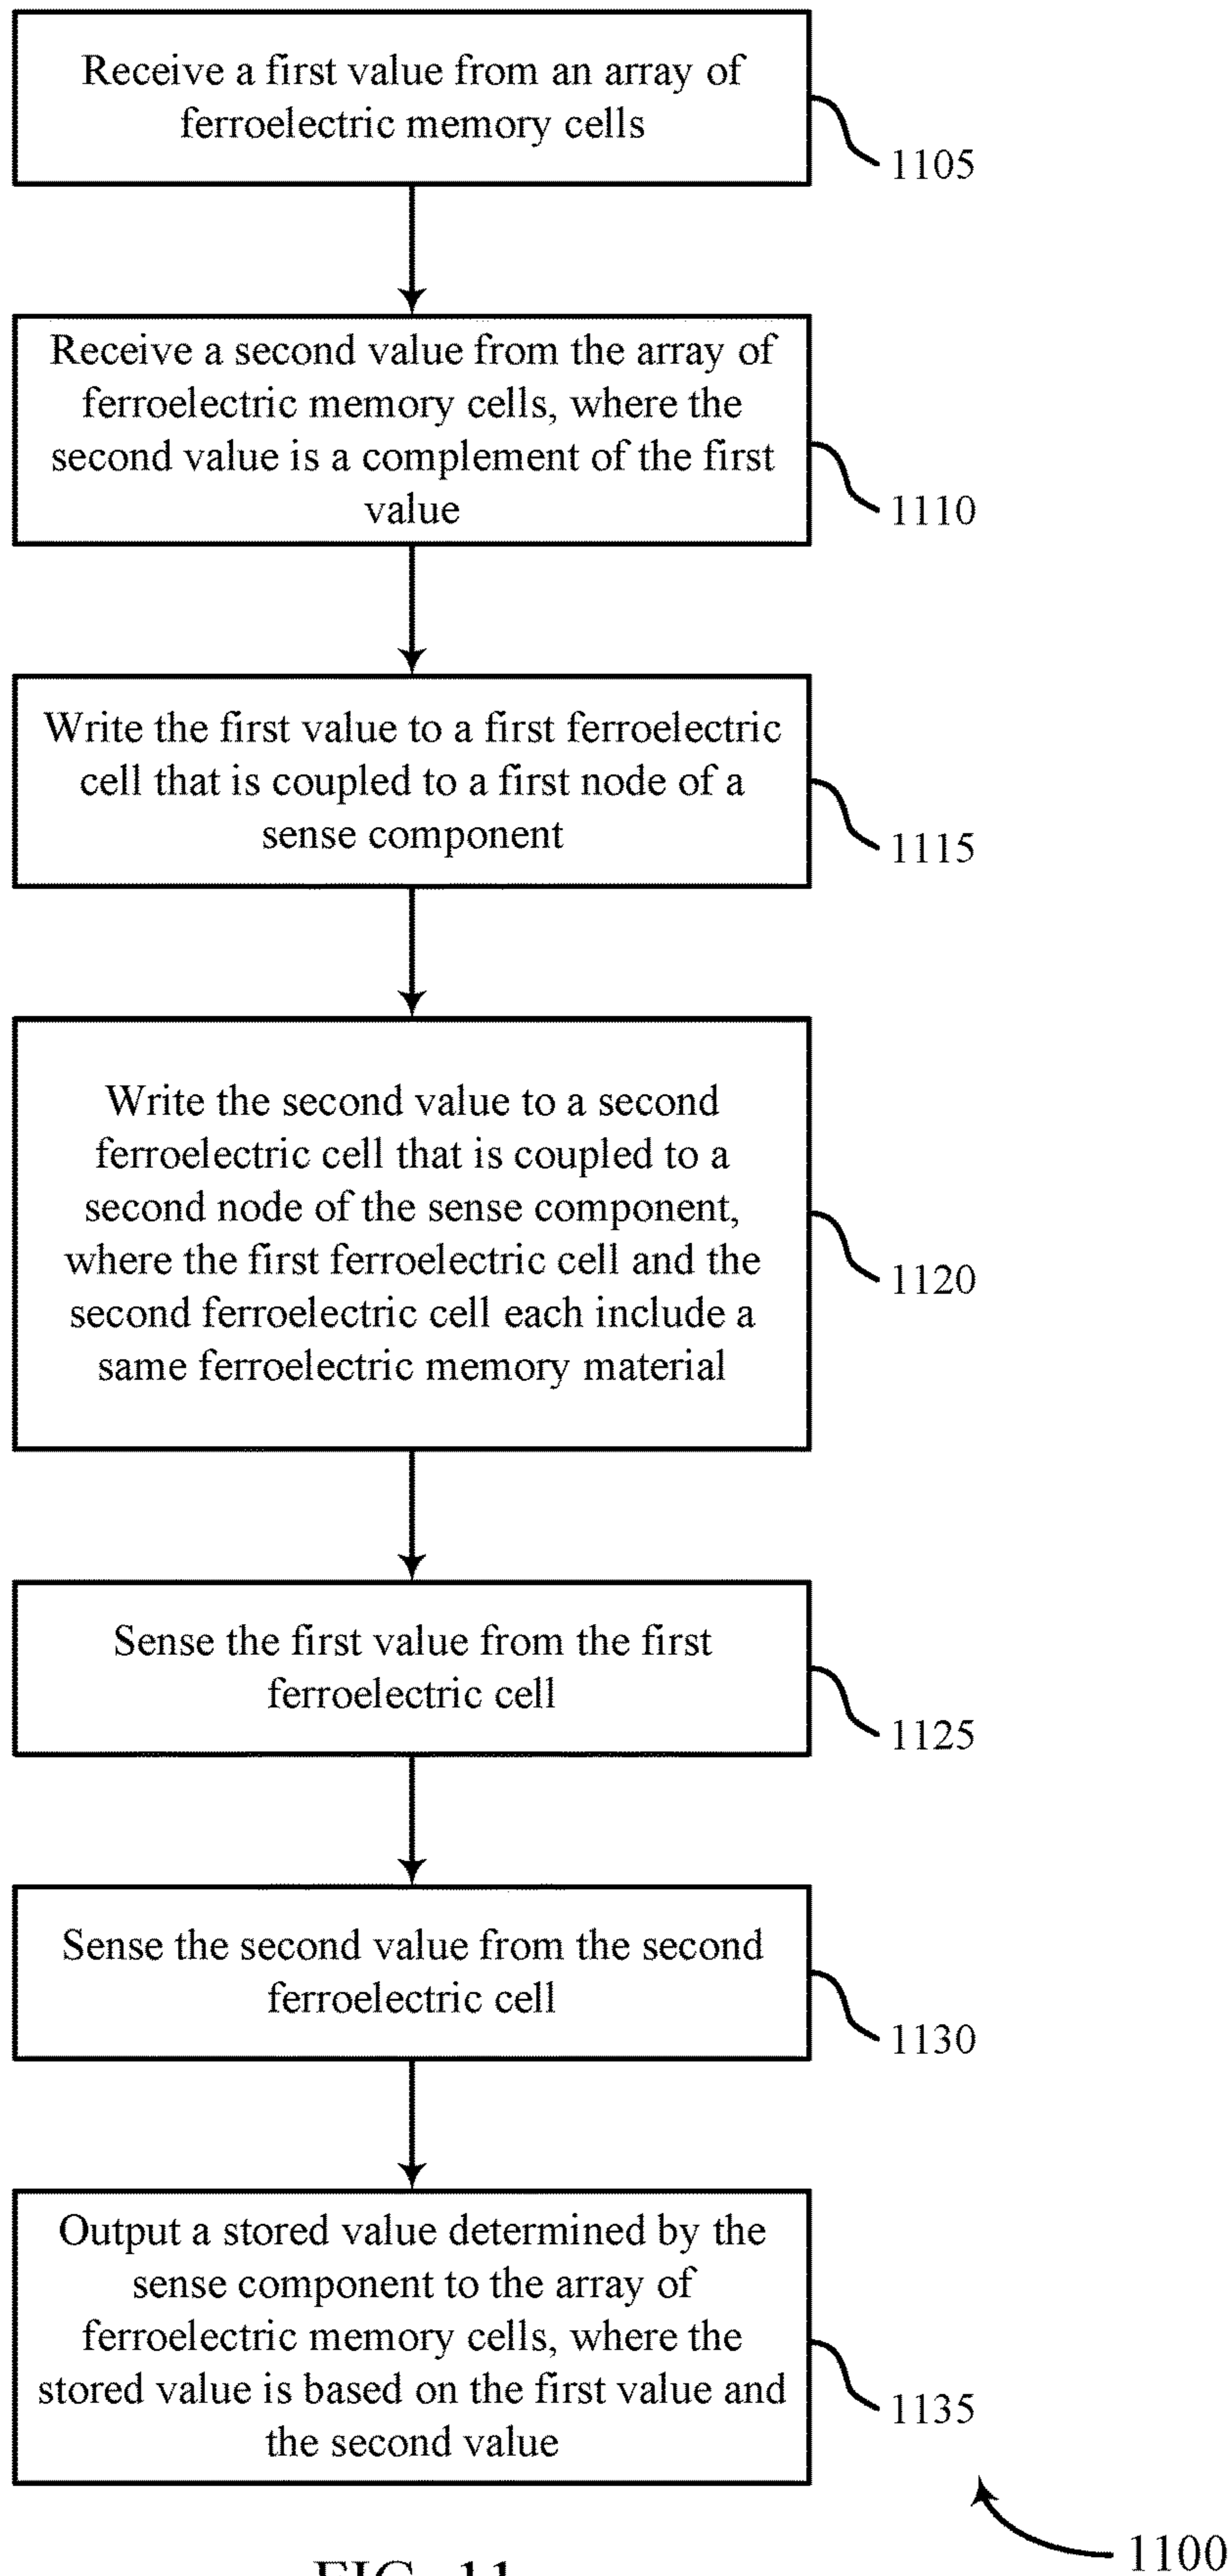 Receive a first value from an array of
ferroelectric memory cells
1105
Receive a second value from the array of
ferroelectric memory cells, where the
second value is a complement of the first
value
1110
Write the first value to a first ferroelectric
cell that is coupled to a first node of a
sense component
1115
Write the second value to a second
ferroelectric cell that is coupled to a
second node of the sense component,
where the first ferroelectric cell and the
second ferroelectric cell each include a
same ferroelectric memory material
1120
Sense the first value from the first
ferroelectric cell
1125
Sense the second value from the second
ferroelectric cell
1130
Output a stored value determined by the
sense component to the array of
ferroelectric memory cells, where the
stored value is based on the first value and
the second value
1135
1100
FIG. 11